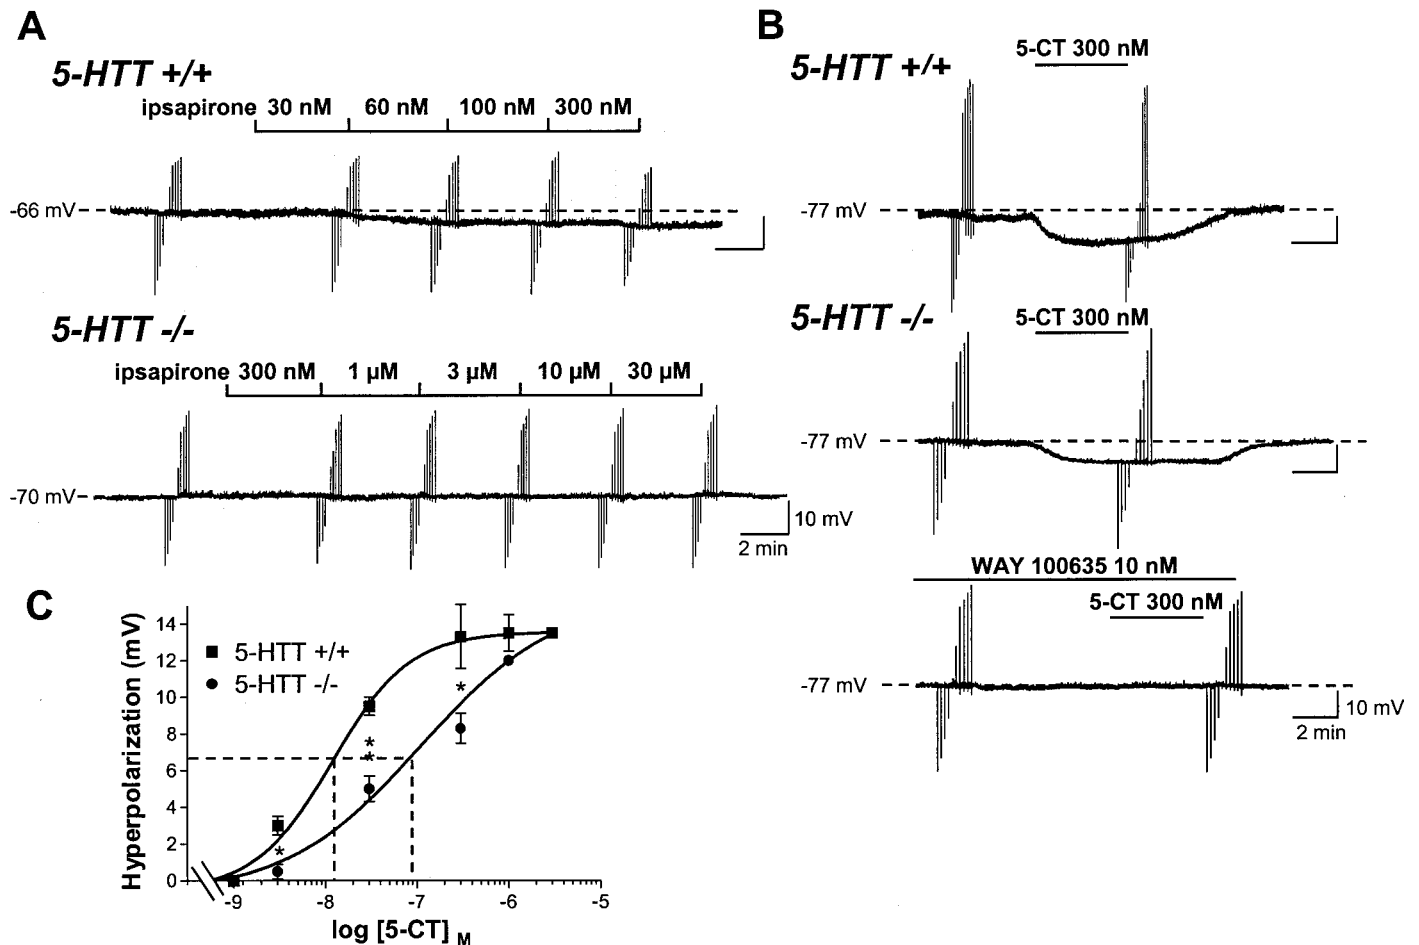 A
5-HTT +/+
ipsapirone 30 nM 60 nM 100 nM 300 nM
-66 mV
5-HTT -/-
ipsapirone 300 nM 1 µM 3 µM 10 µM 30 µM
-70 mV
10 mV
2 min
B
5-HTT +/+
5-CT 300 nM
-77 mV
5-HTT -/-
5-CT 300 nM
-77 mV
WAY 100635 10 nM
5-CT 300 nM
-77 mV
10 mV
2 min
C
Hyperpolarization (mV)
14
12
10
8
6
4
2
0
5-HTT +/+
5-HTT -/-
*
*
*
*
-9 -8 -7 -6 -5
log [5-CT] M